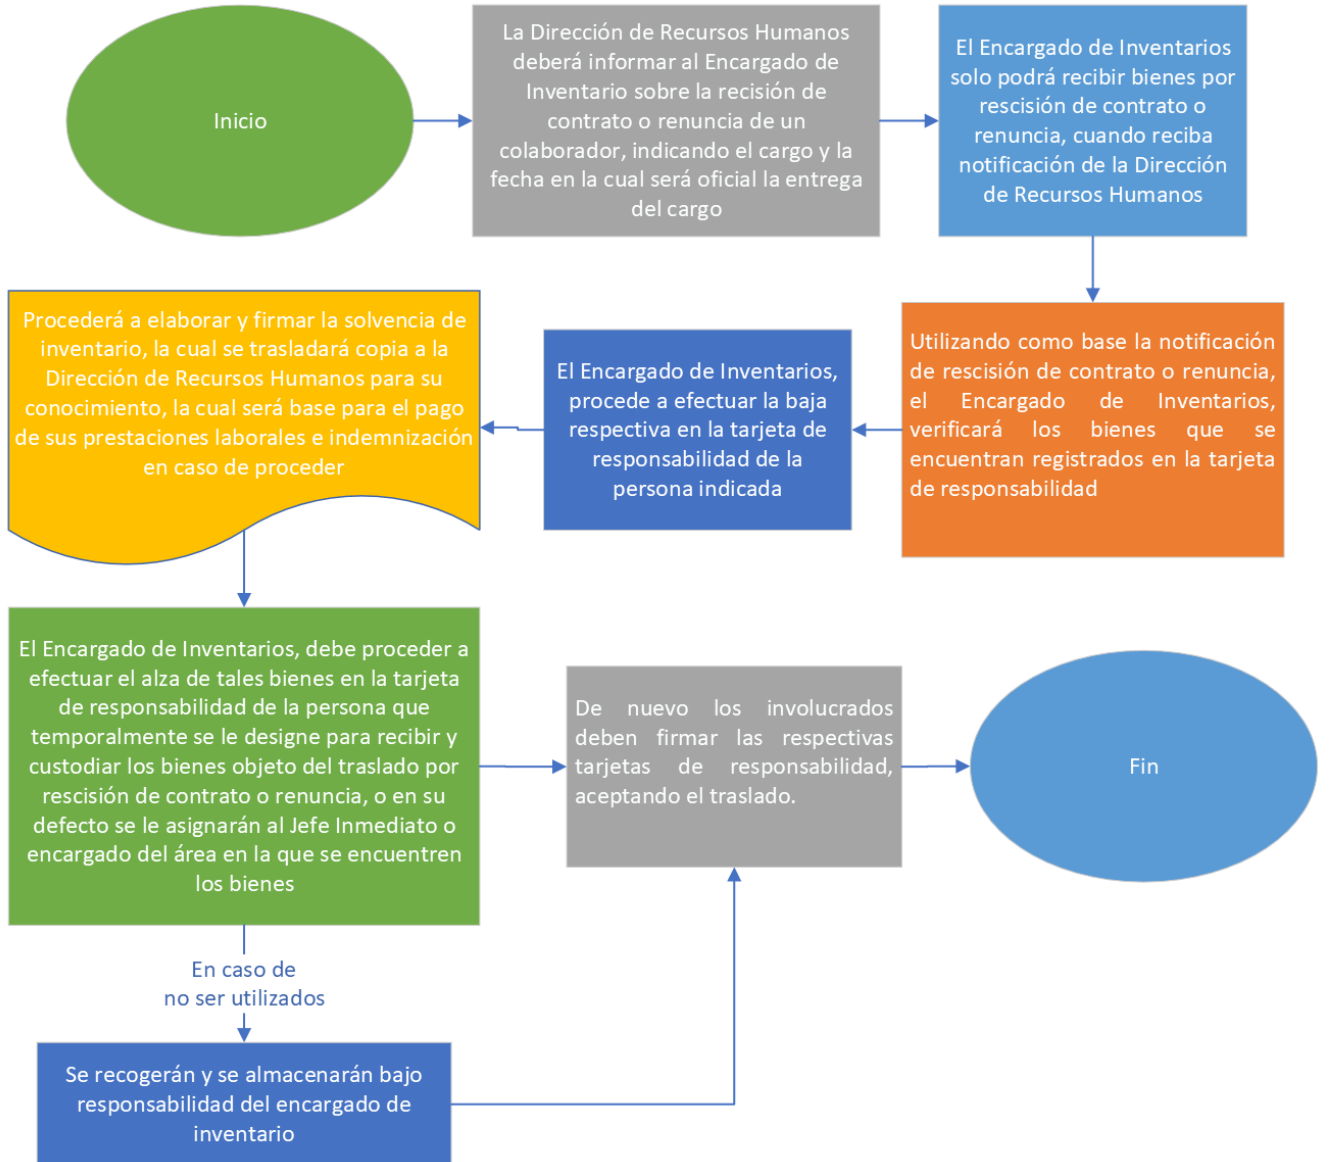 Inicio
La Dirección de Recursos Humanos
deberá informar al Encargado de
Inventario sobre la recisión de
contrato o renuncia de un
colaborador, indicando el cargo y la
fecha en la cual será oficial la entrega
del cargo
El Encargado de Inventarios
solo podrá recibir bienes por
rescisión de contrato o
renuncia, cuando reciba
notificación de la Dirección
de Recursos Humanos
Utilizando como base la notificación
de rescisión de contrato o renuncia,
el Encargado de Inventarios,
verificará los bienes que se
encuentran registrados en la tarjeta
de responsabilidad
El Encargado de Inventarios,
procede a efectuar la baja
respectiva en la tarjeta de
responsabilidad de la
persona indicada
Procederá a elaborar y firmar la solvencia de
inventario, la cual se trasladará copia a la
Dirección de Recursos Humanos para su
conocimiento, la cual será base para el pago
de sus prestaciones laborales e indemnización
en caso de proceder
El Encargado de Inventarios, debe proceder a
efectuar el alza de tales bienes en la tarjeta
de responsabilidad de la persona que
temporalmente se le designe para recibir y
custodiar los bienes objeto del traslado por
rescisión de contrato o renuncia, o en su
defecto se le asignarán al Jefe Inmediato o
encargado del área en la que se encuentren
los bienes
En caso de
no ser utilizados
Se recogerán y se almacenarán bajo
responsabilidad del encargado de
inventario
De nuevo los involucrados
deben firmar las respectivas
tarjetas de responsabilidad,
aceptando el traslado.
Fin